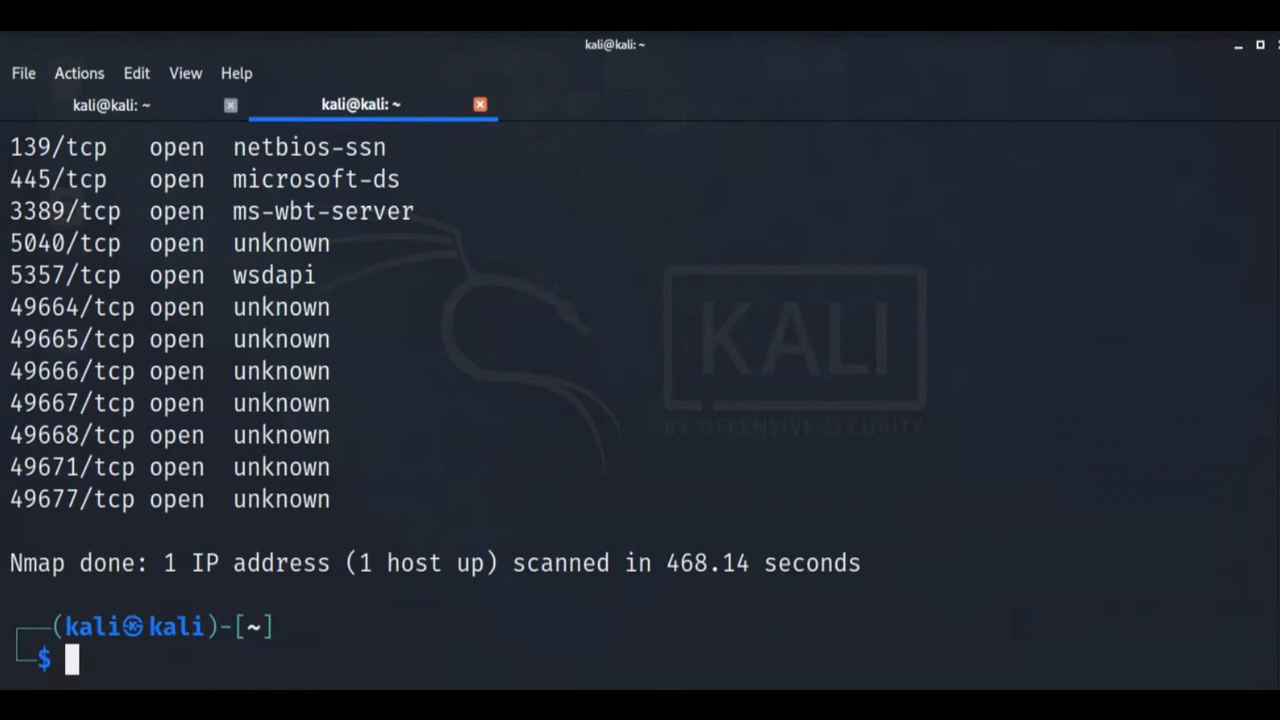 kali@kali: ~
File Actions Edit View Help
kali@kali: ~ kali@kali: ~
139/tcp open netbios-ssn
445/tcp open microsoft-ds
3389/tcp open ms-wbt-server
5040/tcp open unknown
5357/tcp open wsdapi
49664/tcp open unknown
49665/tcp open unknown
49666/tcp open unknown
49667/tcp open unknown
49668/tcp open unknown
49671/tcp open unknown
49677/tcp open unknown
KALI
BY OFFENSIVE SECURITY
Nmap done: 1 IP address (1 host up) scanned in 468.14 seconds
┌──(kali㉿kali)-[~]
└─$